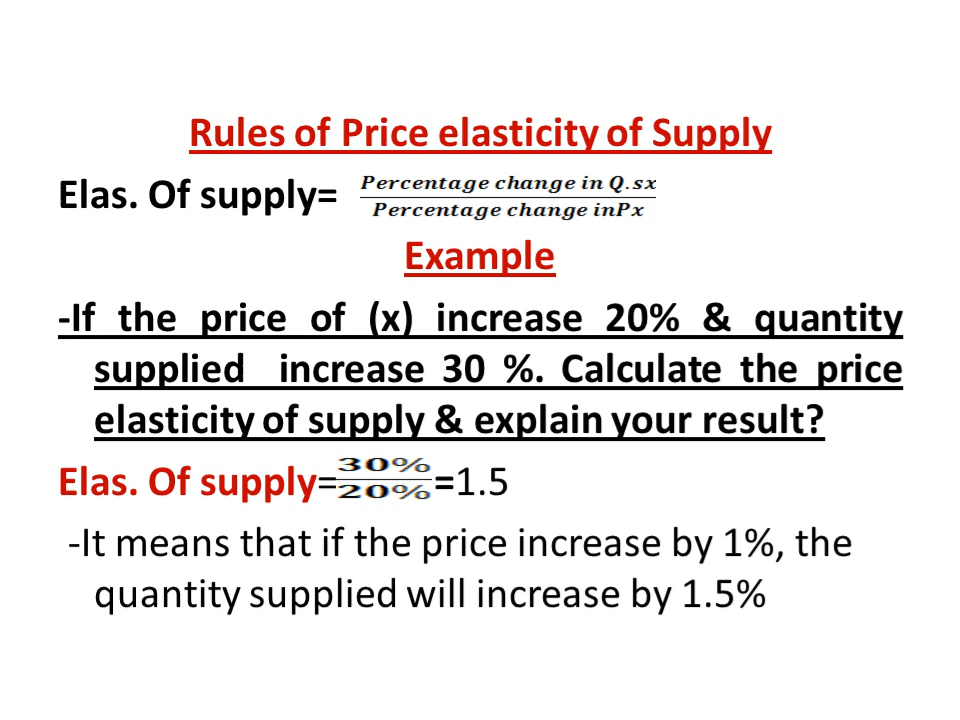 Rules of Price elasticity of Supply
Elas. Of supply= Percentage change in Q.sx
Percentage change inPx
Example
-If the price of (x) increase 20% & quantity
supplied increase 30 %. Calculate the price
elasticity of supply & explain your result?
Elas. Of supply= 30%
20% =1.5
-It means that if the price increase by 1%, the
quantity supplied will increase by 1.5%